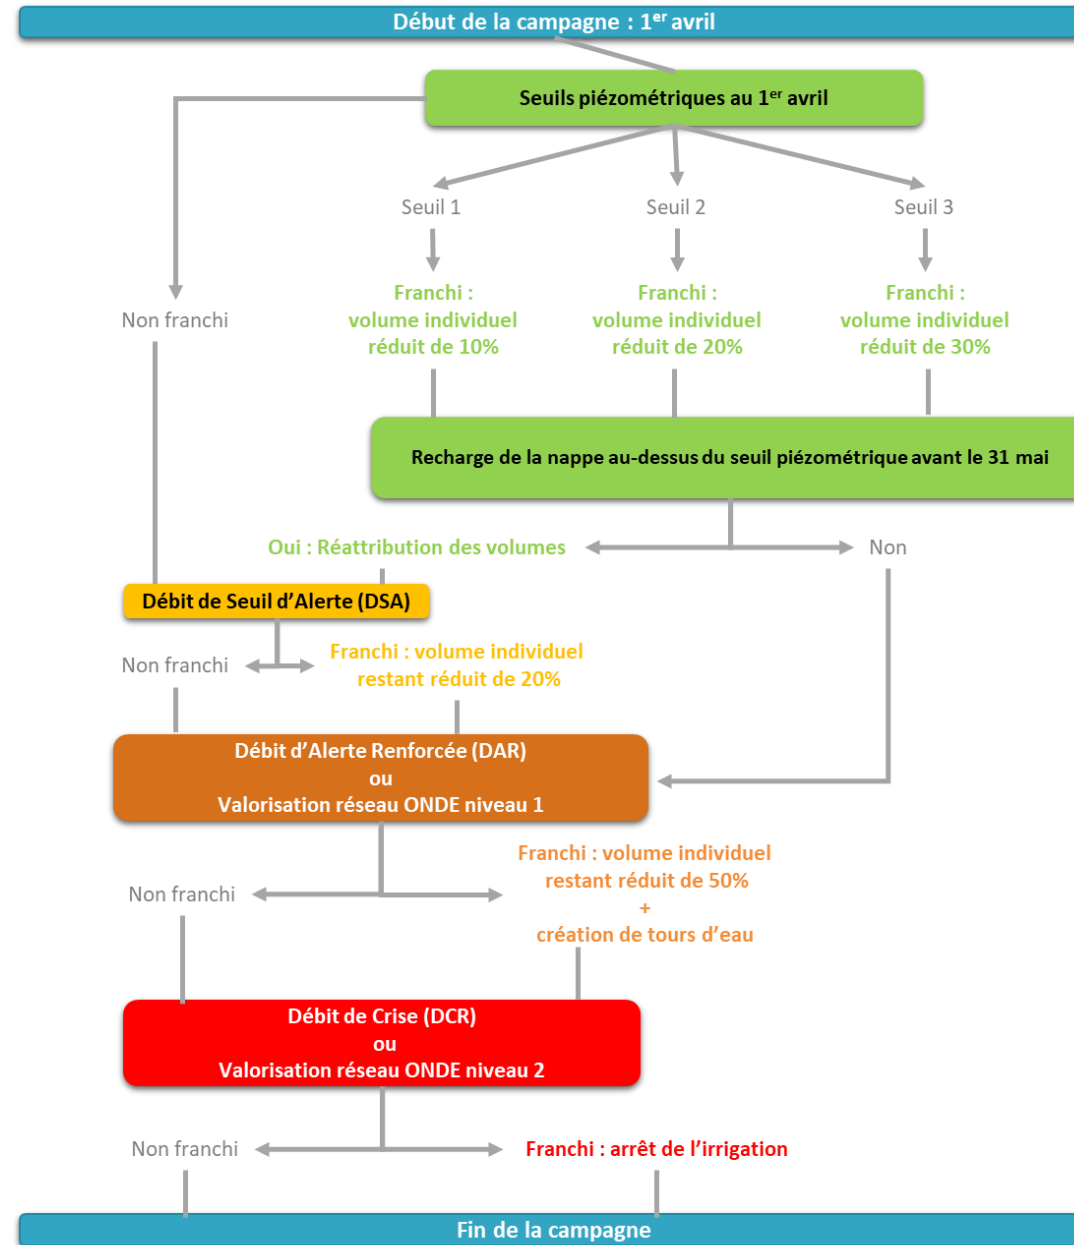 Début de la campagne : 1er avril
Seuils piézométriques au 1er avril
Seuil 1
Seuil 2
Seuil 3
Non franchi
Franchi :
volume individuel
réduit de 10%
Franchi :
volume individuel
réduit de 20%
Franchi :
volume individuel
réduit de 30%
Recharge de la nappe au-dessus du seuil piézométrique avant le 31 mai
Oui : Réattribution des volumes
Non
Débit de Seuil d’Alerte (DSA)
Non franchi
Franchi : volume individuel
restant réduit de 20%
Débit d’Alerte Renforcée (DAR)
ou
Valorisation réseau ONDE niveau 1
Non franchi
Franchi : volume individuel
restant réduit de 50%
+
création de tours d’eau
Débit de Crise (DCR)
ou
Valorisation réseau ONDE niveau 2
Non franchi
Franchi : arrêt de l’irrigation
Fin de la campagne